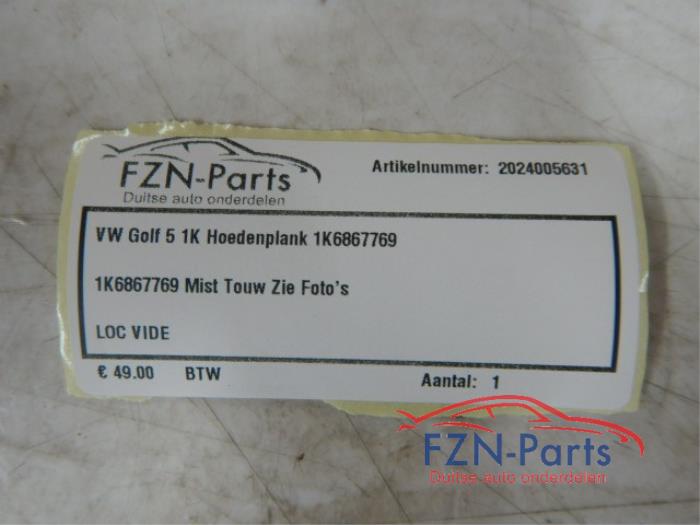 FZN-Parts
Duitse auto onderdelen
Artikelnummer: 2024005631
VW Golf 5 1K Hoedenplank 1K6867769
1K6867769 Mist Touw Zie Foto's
LOC VIDE
€ 49.00 BTW
Aantal: 1
FZN-Parts
Duitse auto onderdelen